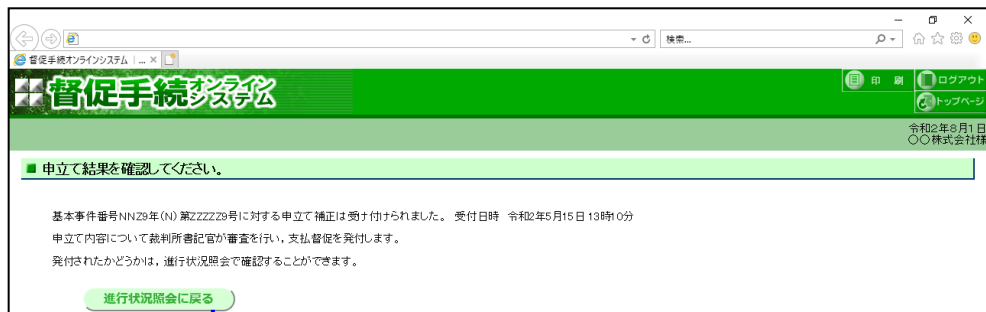 検索...
督促手続オンラインシステム | ...
督促手続オンラインシステム
印 刷
ログアウト
トップページ
令和2年8月1日
○○株式会社様
申立て結果を確認してください。
基本事件番号NNZ9年(N)第ZZZZZ9号に対する申立て補正は受け付けられました。 受付日時 令和2年5月15日 13時10分
申立て内容について裁判所書記官が審査を行い，支払督促を発付します。
発付されたかどうかは，進行状況照会で確認することができます。
進行状況照会に戻る